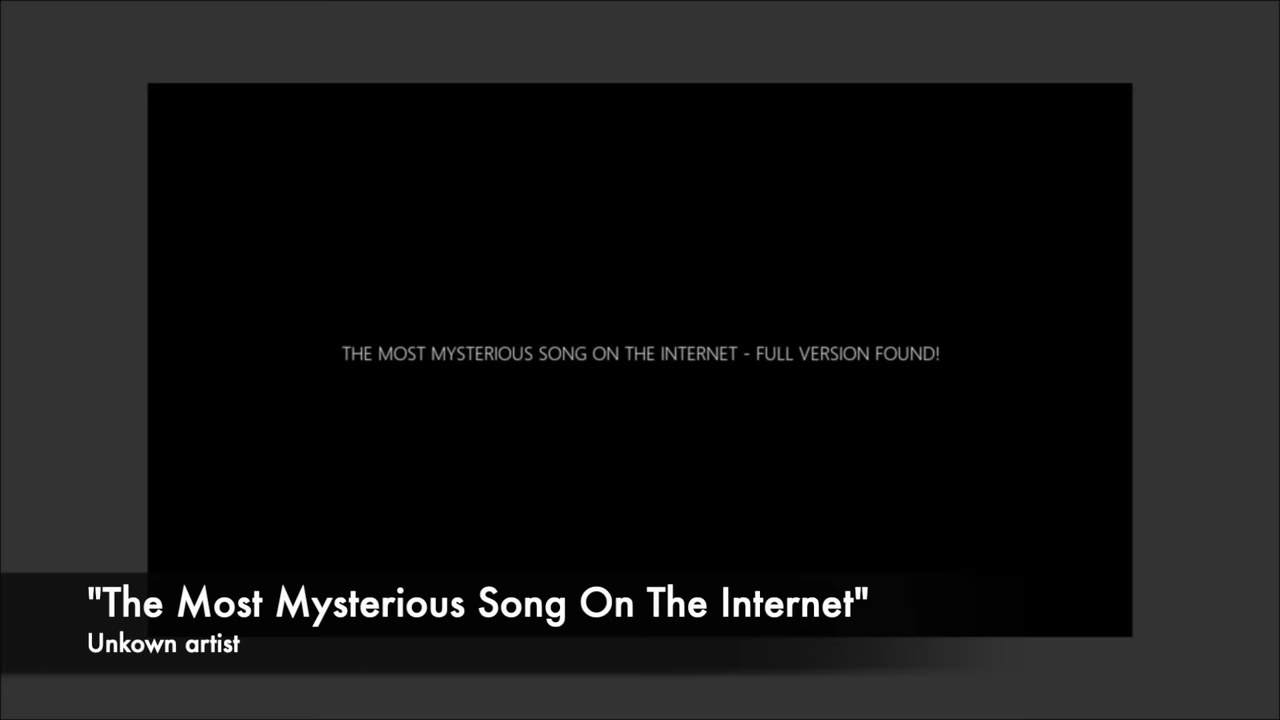 THE MOST MYSTERIOUS SONG ON THE INTERNET - FULL VERSION FOUND!
"The Most Mysterious Song On The Internet"
Unkown artist